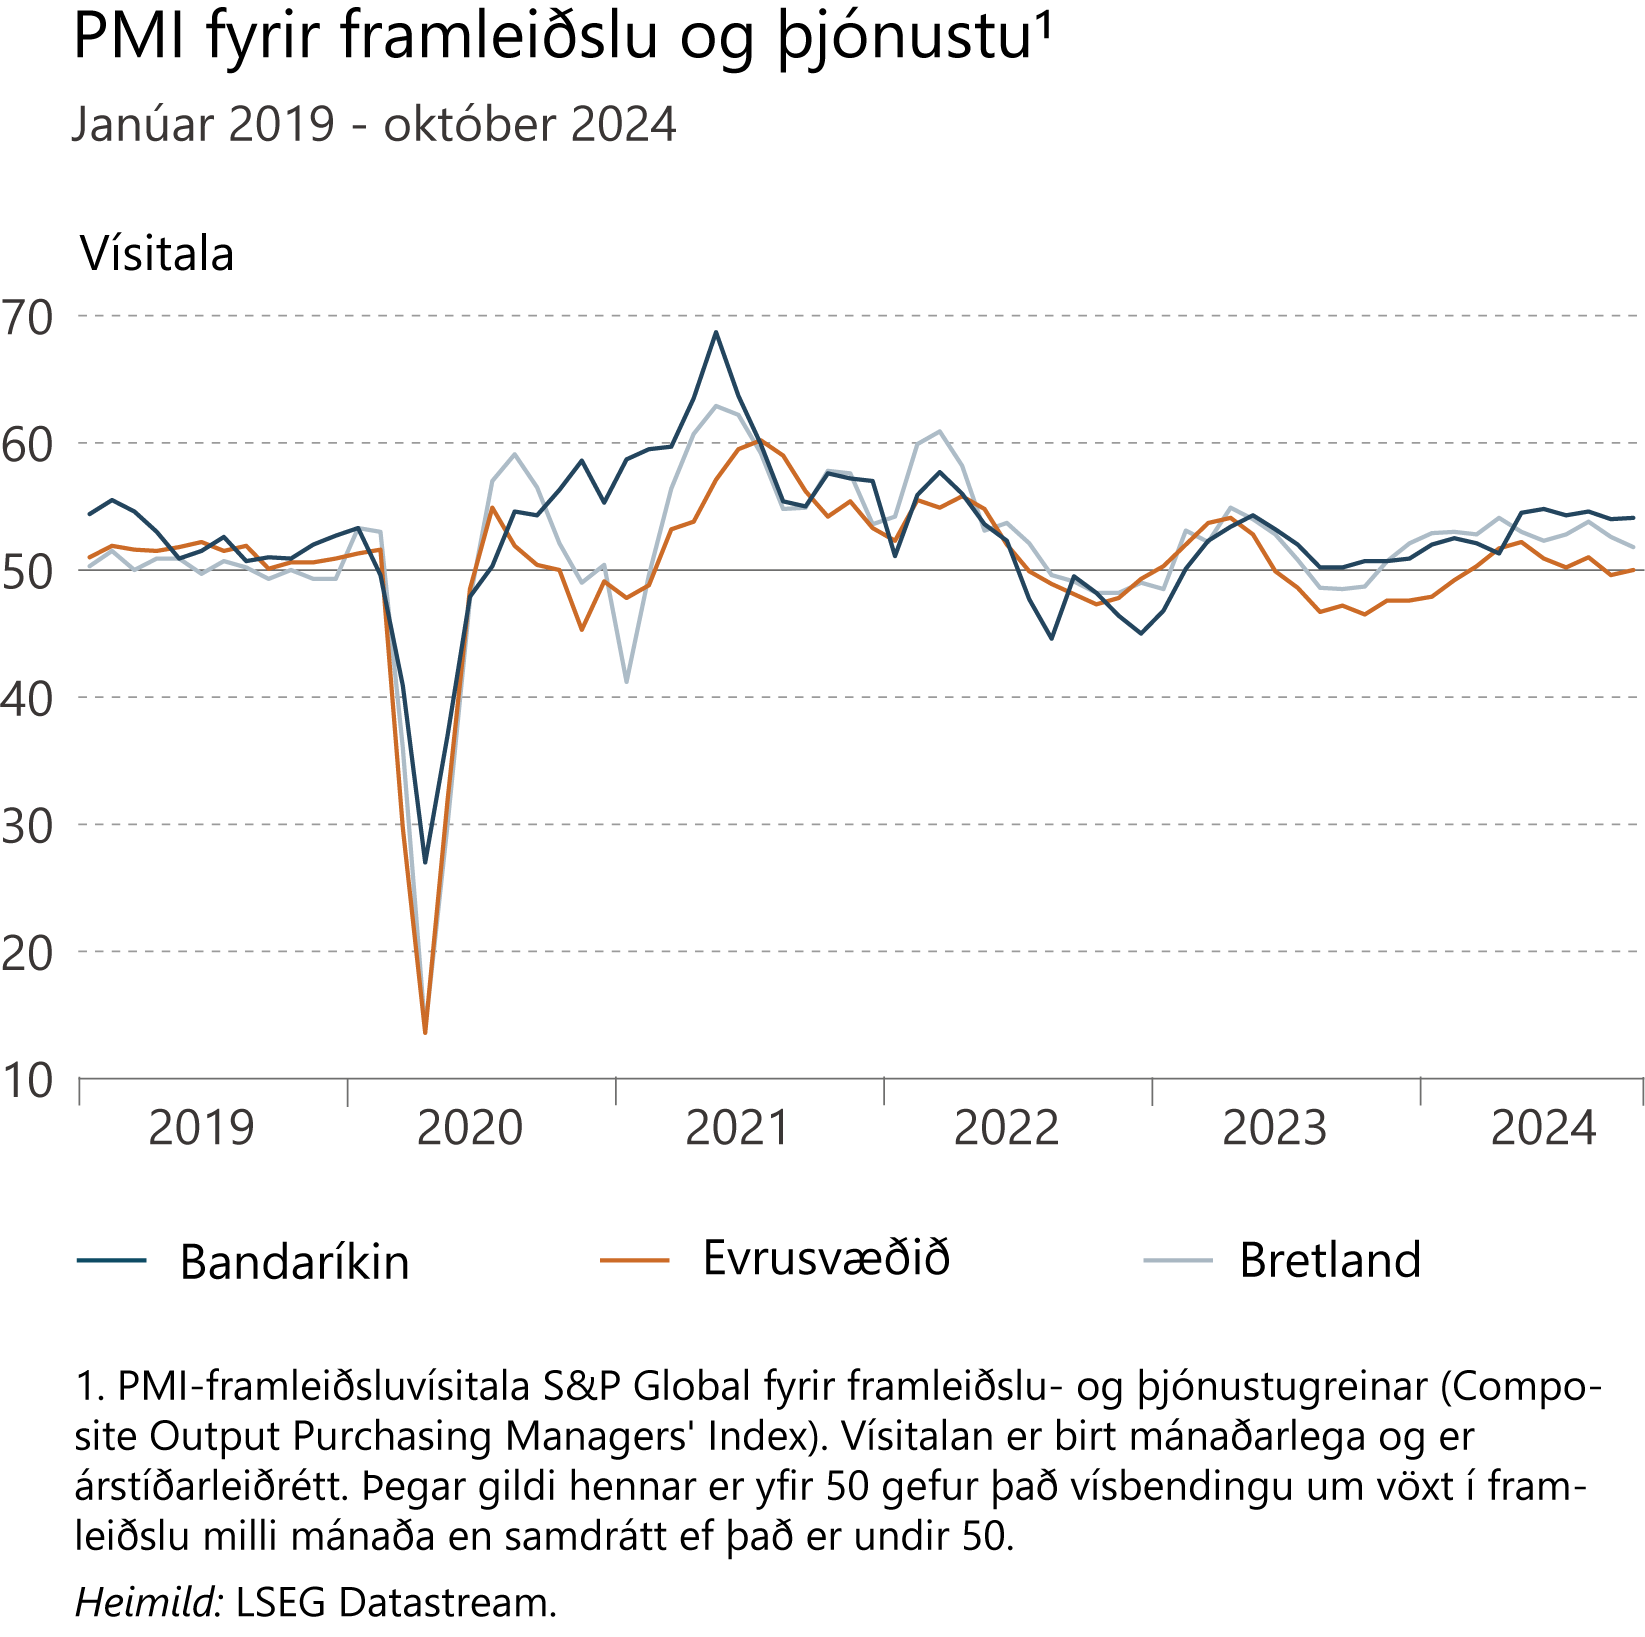 PMI fyrir framleiðslu og þjónustu¹
Janúar 2019 - október 2024
Vísitala
70
60
50
40
30
20
10
2019 2020 2021 2022 2023 2024
Bandaríkin Evrusvæðið Bretland
1. PMI-framleiðsluvísitala S&P Global fyrir framleiðslu- og þjónustugreinar (Compo-
site Output Purchasing Managers' Index). Vísitalan er birt mánaðarlega og er
árstíðarleiðrétt. Þegar gildi hennar er yfir 50 gefur það vísbendingu um vöxt í fram-
leiðslu milli mánaða en samdrátt ef það er undir 50.
Heimild: LSEG Datastream.